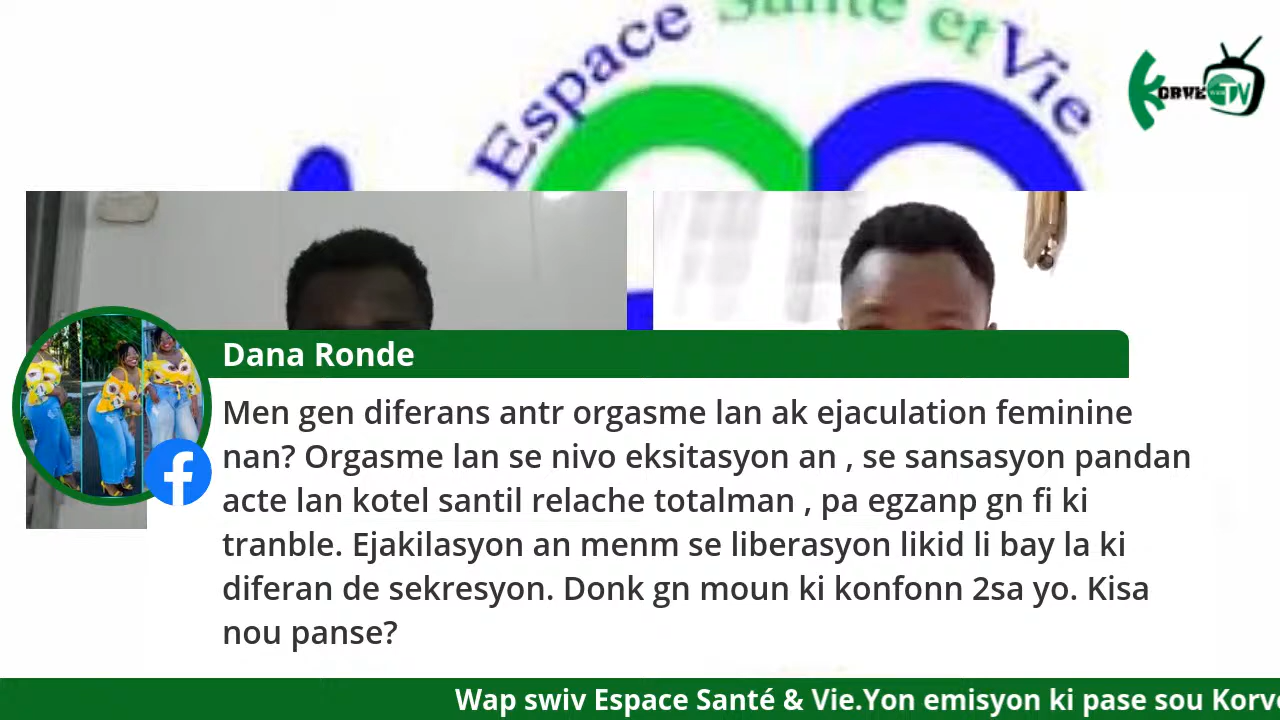 Espace Santé et Vie
KORVE TV
Dana Ronde
Men gen diferans antr orgasme lan ak ejaculation feminine
nan? Orgasme lan se nivo eksitasyon an , se sansasyon pandan
acte lan kotel santil relache totalman , pa egzanp gn fi ki
tranble. Ejakilasyon an menm se liberasyon likid li bay la ki
diferan de sekresyon. Donk gn moun ki konfonn 2sa yo. Kisa
nou panse?
Wap swiv Espace Santé & Vie.Yon emisyon ki pase sou Korve